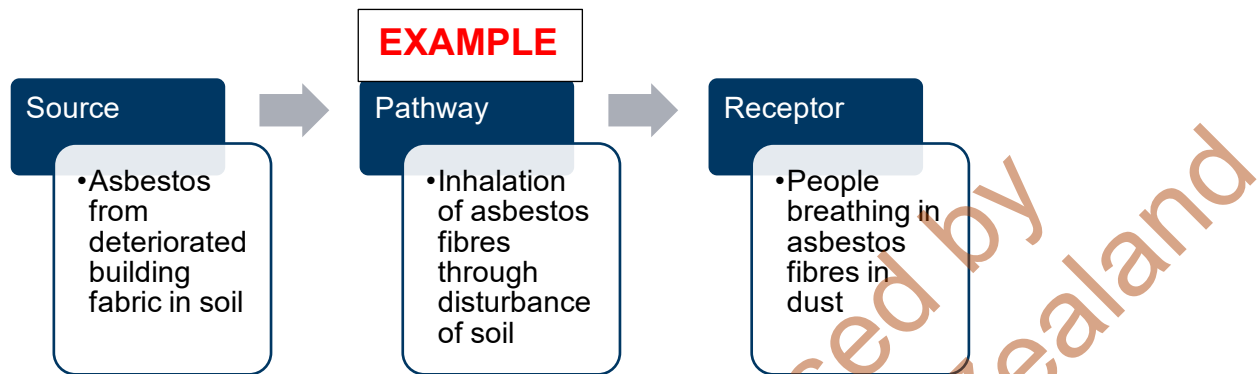 EXAMPLE
Source
Pathway
Receptor
•Asbestos
from
deteriorated
building
fabric in soil
•Inhalation
of asbestos
fibres
through
disturbance
of soil
•People
breathing in
asbestos
fibres in
dust
by